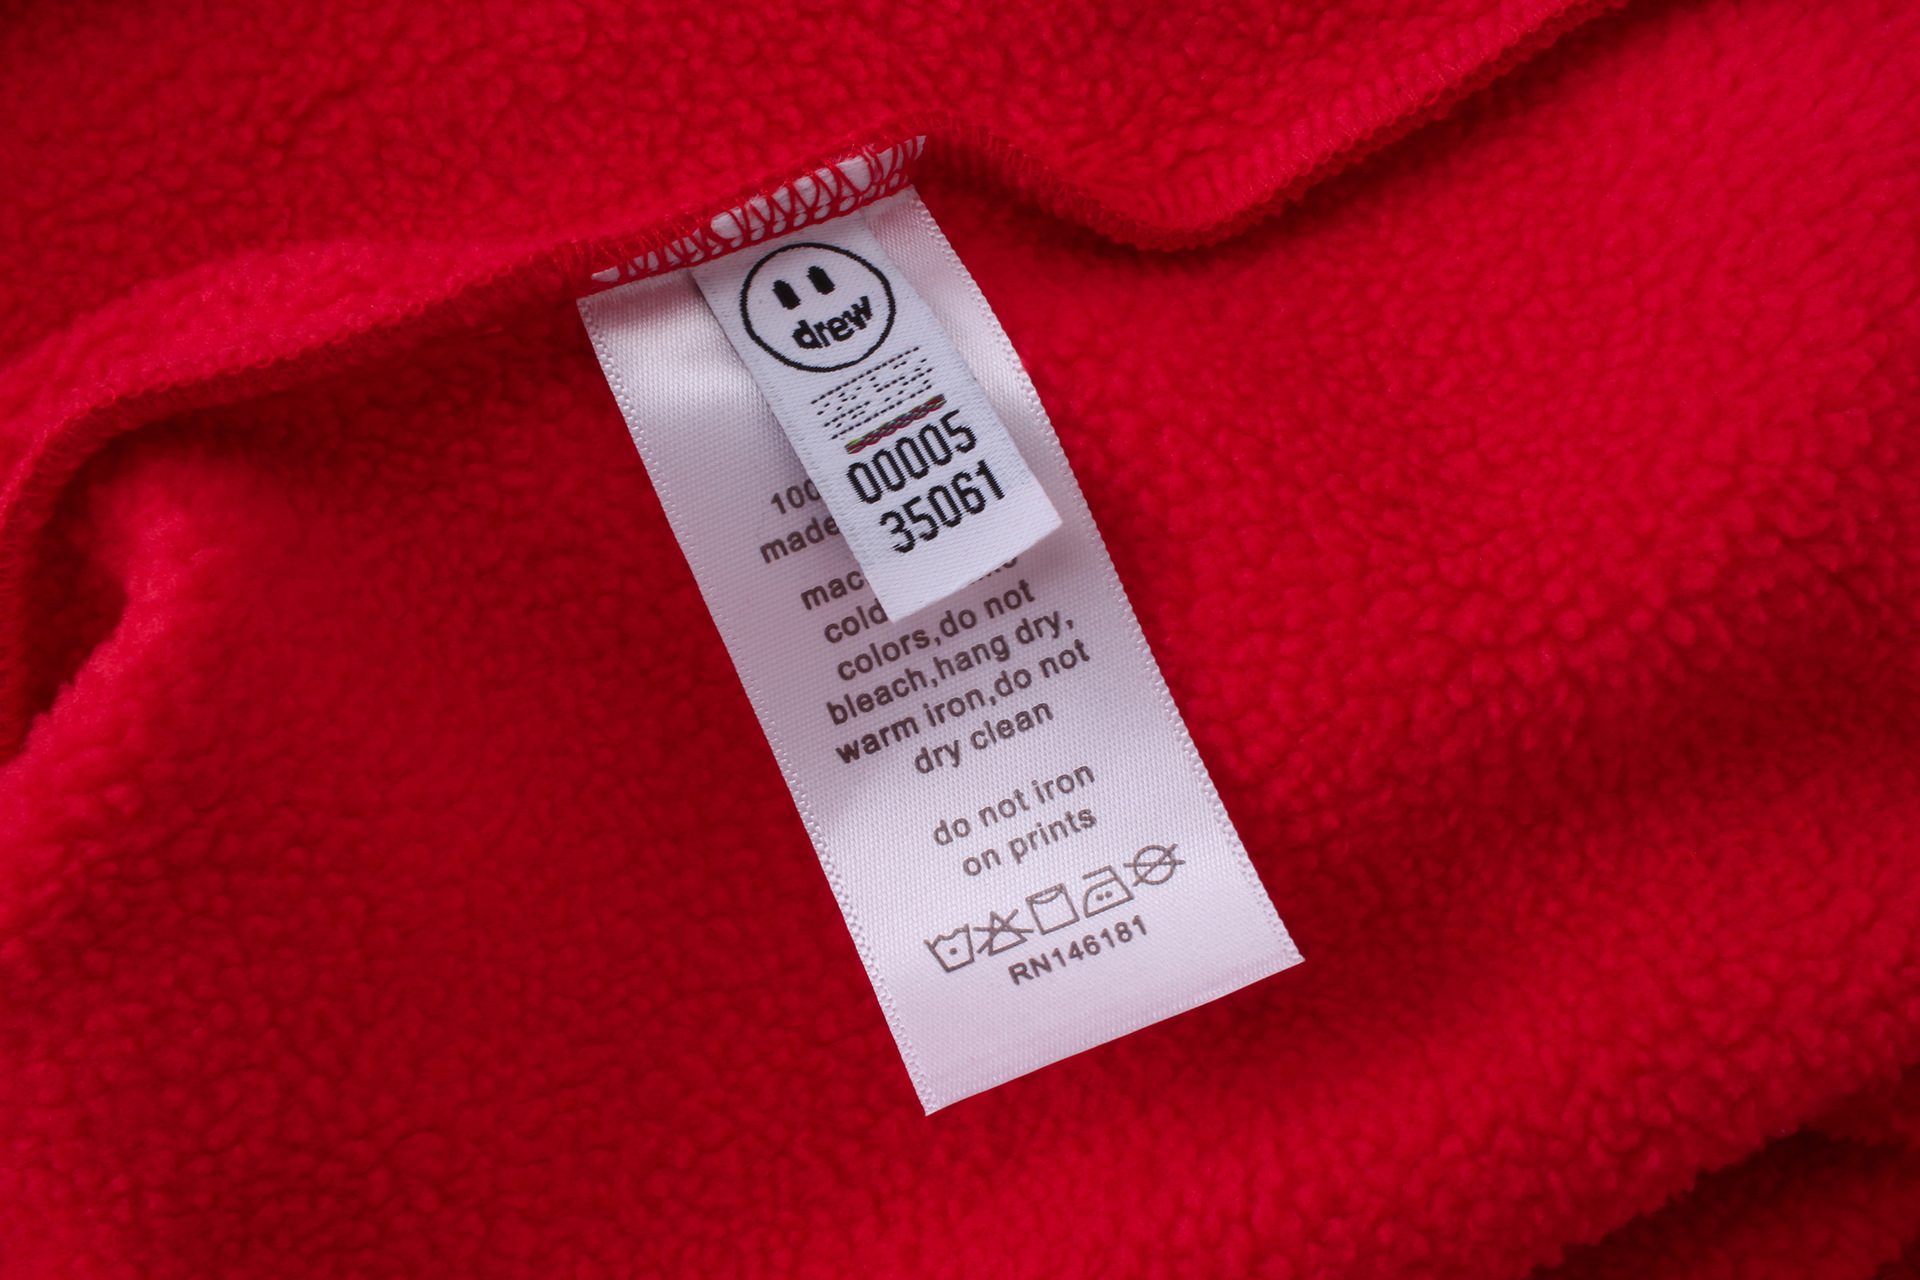 drew
00005
35061
100
made
mac
cold
colors,do not
bleach,hang dry,
warm iron,do not
dry clean
do not iron
on prints
RN146181